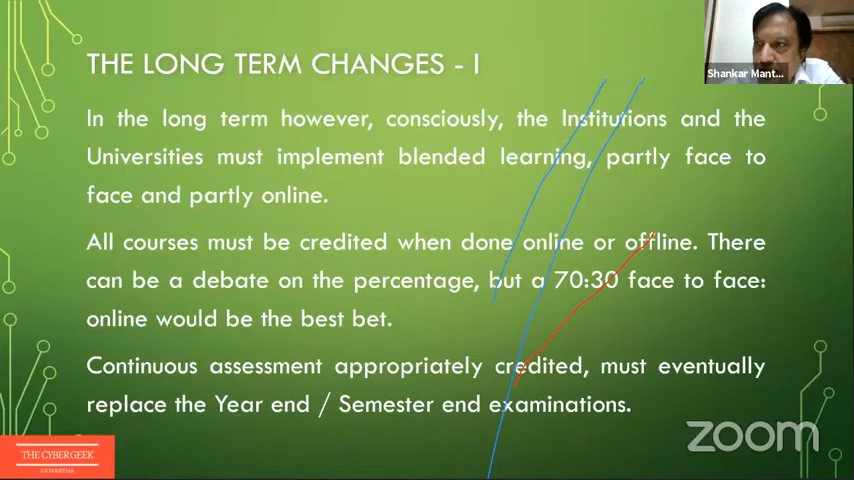 THE LONG TERM CHANGES - I
Shankar Mant...
In the long term however, consciously, the Institutions and the
Universities must implement blended learning, partly face to
face and partly online.
All courses must be credited when done online or offline. There
can be a debate on the percentage, but a 70:30 face to face:
online would be the best bet.
Continuous assessment appropriately credited, must eventually
replace the Year end / Semester end examinations.
zoom
THE CYBERGEEK
S S MANTHA